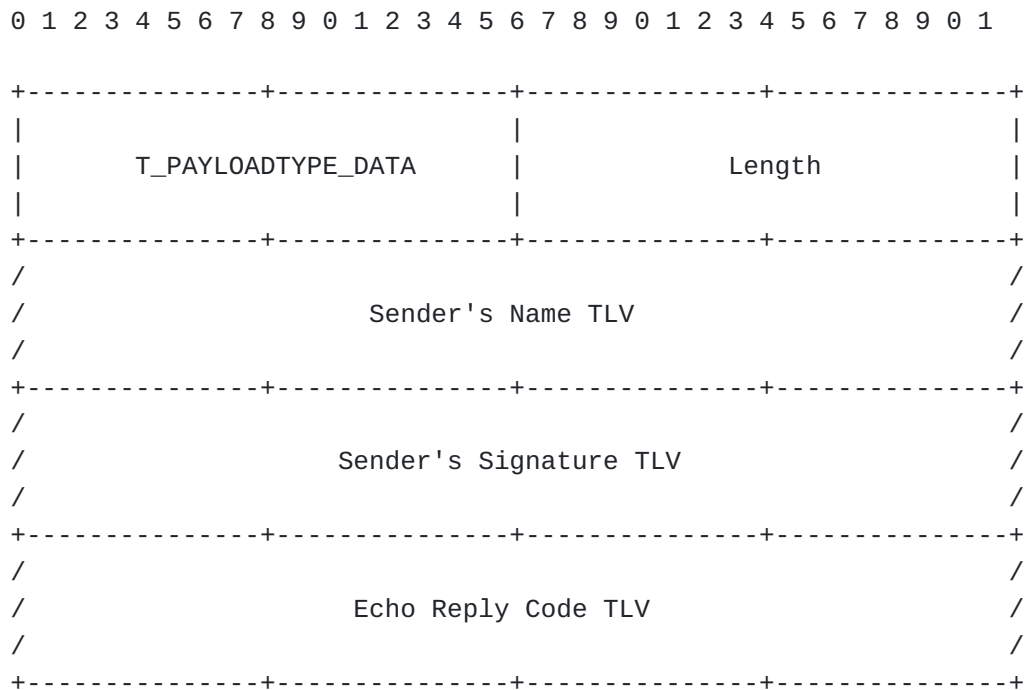 0 1 2 3 4 5 6 7 8 9 0 1 2 3 4 5 6 7 8 9 0 1 2 3 4 5 6 7 8 9 0 1
+---------------+---------------+---------------+---------------+
|                               |                               |
|       T_PAYLOADTYPE_DATA      |             Length            |
|                               |                               |
+---------------+---------------+---------------+---------------+
/                                                               /
/                      Sender's Name TLV                        /
/                                                               /
+---------------+---------------+---------------+---------------+
/                                                               /
/                    Sender's Signature TLV                     /
/                                                               /
+---------------+---------------+---------------+---------------+
/                                                               /
/                     Echo Reply Code TLV                       /
/                                                               /
+---------------+---------------+---------------+---------------+